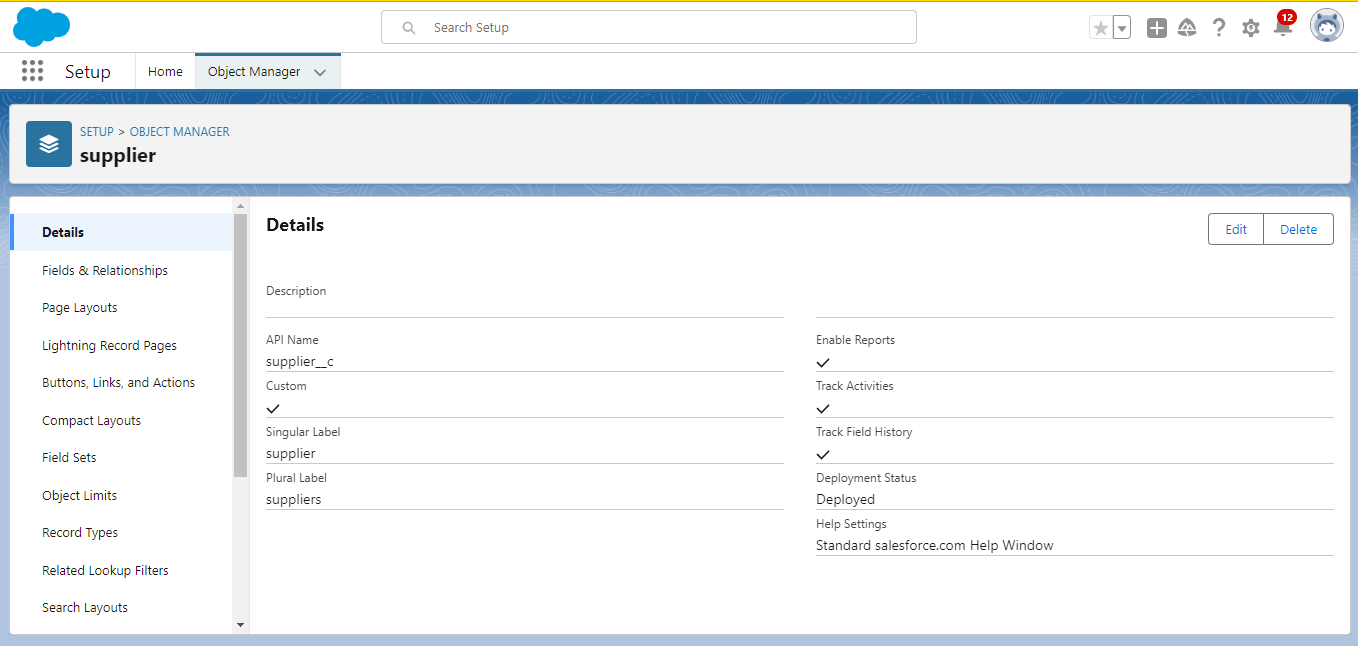 Search Setup
12
Setup
Home
Object Manager
SETUP > OBJECT MANAGER
supplier
Details
Fields & Relationships
Page Layouts
Lightning Record Pages
Buttons, Links, and Actions
Compact Layouts
Field Sets
Object Limits
Record Types
Related Lookup Filters
Search Layouts
Details
Edit
Delete
Description
API Name
supplier__c
Custom
Singular Label
supplier
Plural Label
suppliers
Enable Reports
Track Activities
Track Field History
Deployment Status
Deployed
Help Settings
Standard salesforce.com Help Window